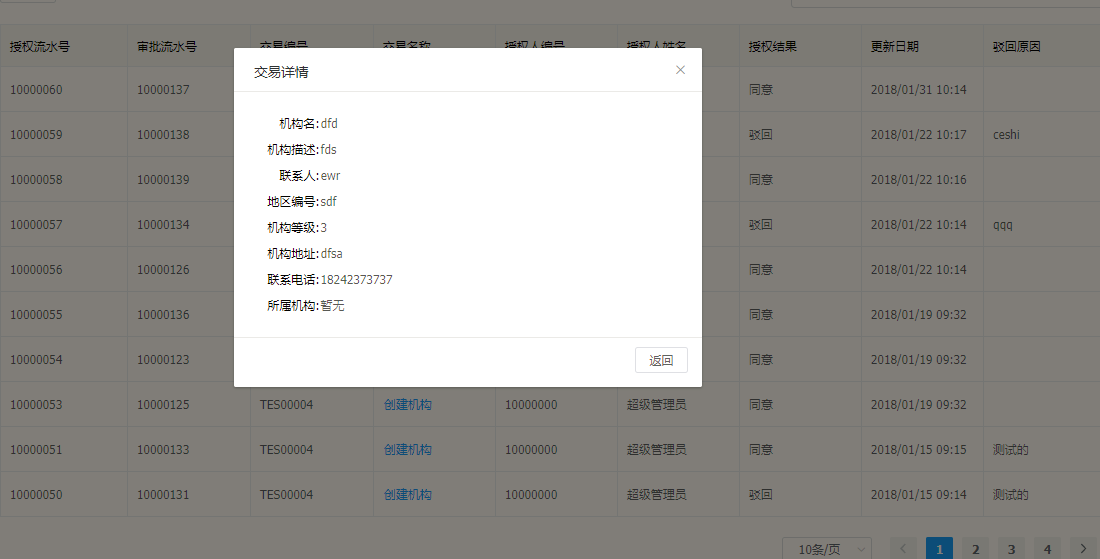 授权流水号 审批流水号 交易编号 交易名称 授权人编号 授权人姓名 授权结果 更新日期 驳回原因
交易详情
10000060 10000137 同意 2018/01/31 10:14
机构名:dfd
10000059 10000138 驳回 2018/01/22 10:17 ceshi
机构描述:fds
联系人:ewr
10000058 10000139 同意 2018/01/22 10:16
地区编号:sdf
10000057 10000134 驳回 2018/01/22 10:14 qqq
机构等级:3
机构地址:dfsa
10000056 10000126 同意 2018/01/22 10:14
联系电话:18242373737
所属机构:暂无
10000055 10000136 同意 2018/01/19 09:32
10000054 10000123 同意 2018/01/19 09:32
返回
10000053 10000125 TES00004 创建机构 10000000 超级管理员 同意 2018/01/19 09:32
10000051 10000133 TES00004 创建机构 10000000 超级管理员 同意 2018/01/15 09:15 测试的
10000050 10000131 TES00004 创建机构 10000000 超级管理员 驳回 2018/01/15 09:14 测试的
10条/页 1 2 3 4